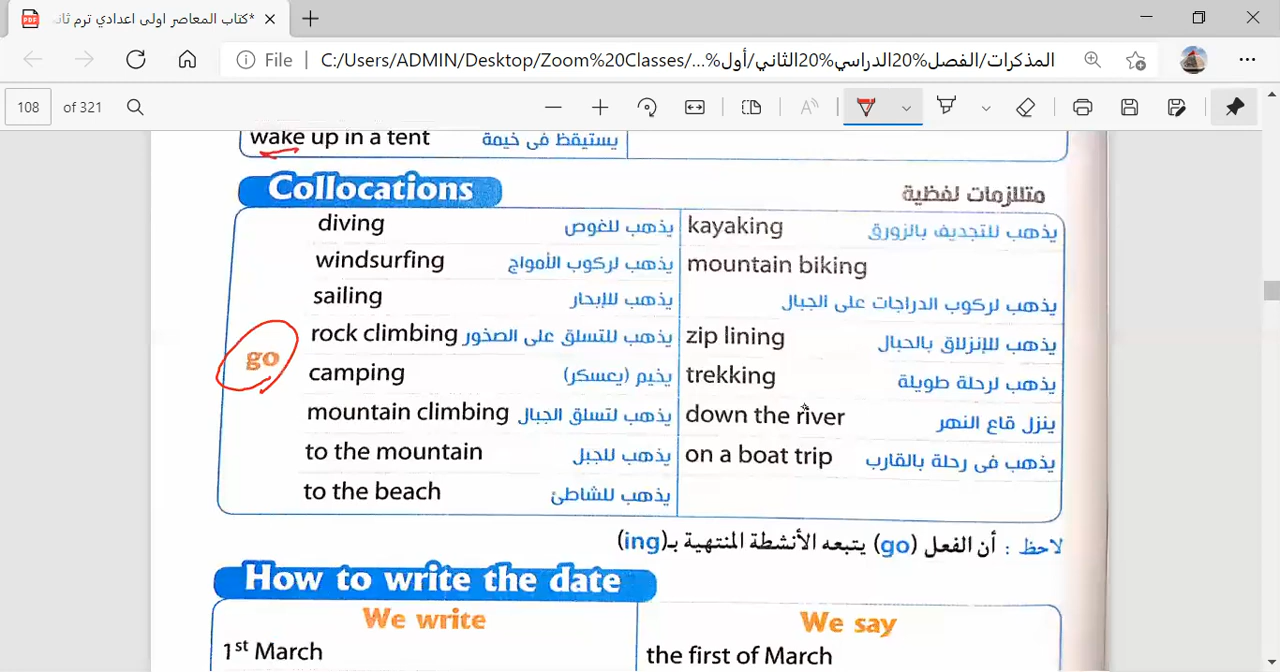 *كتاب المعاصر اولى اعدادي ترم ثان
File C:/Users/ADMIN/Desktop/Zoom%20Classes/...%المذكرات/الفصل%20الدراسي%20الثاني/أول
108 of 321
wake up in a tent يستيقظ فى خيمة
Collocations متلازمات لفظية
go
diving يذهب للغوص
windsurfing يذهب لركوب الأمواج
sailing يذهب للإبحار
rock climbing يذهب للتسلق على الصخور
camping يخيم (يعسكر)
mountain climbing يذهب لتسلق الجبال
to the mountain يذهب للجبل
to the beach يذهب للشاطئ
kayaking يذهب للتجديف بالزورق
mountain biking
يذهب لركوب الدراجات على الجبال
zip lining يذهب للإنزلاق بالحبال
trekking يذهب لرحلة طويلة
down the river ينزل قاع النهر
on a boat trip يذهب فى رحلة بالقارب
لاحظ : أن الفعل (go) يتبعه الأنشطة المنتهية بـ(ing)
How to write the date
We write
We say
1st March
the first of March